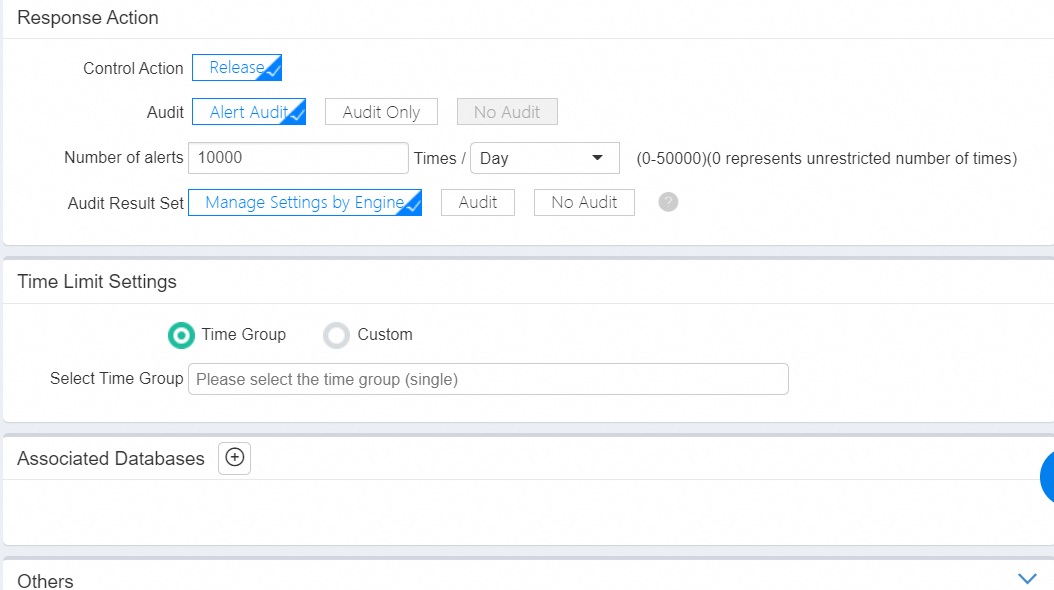 Response Action
Control Action Release
Audit Alert Audit Audit Only No Audit
Number of alerts 10000 Times / Day (0-50000)(0 represents unrestricted number of times)
Audit Result Set Manage Settings by Engine Audit No Audit ?
Time Limit Settings
Time Group Custom
Select Time Group Please select the time group (single)
Associated Databases
Others